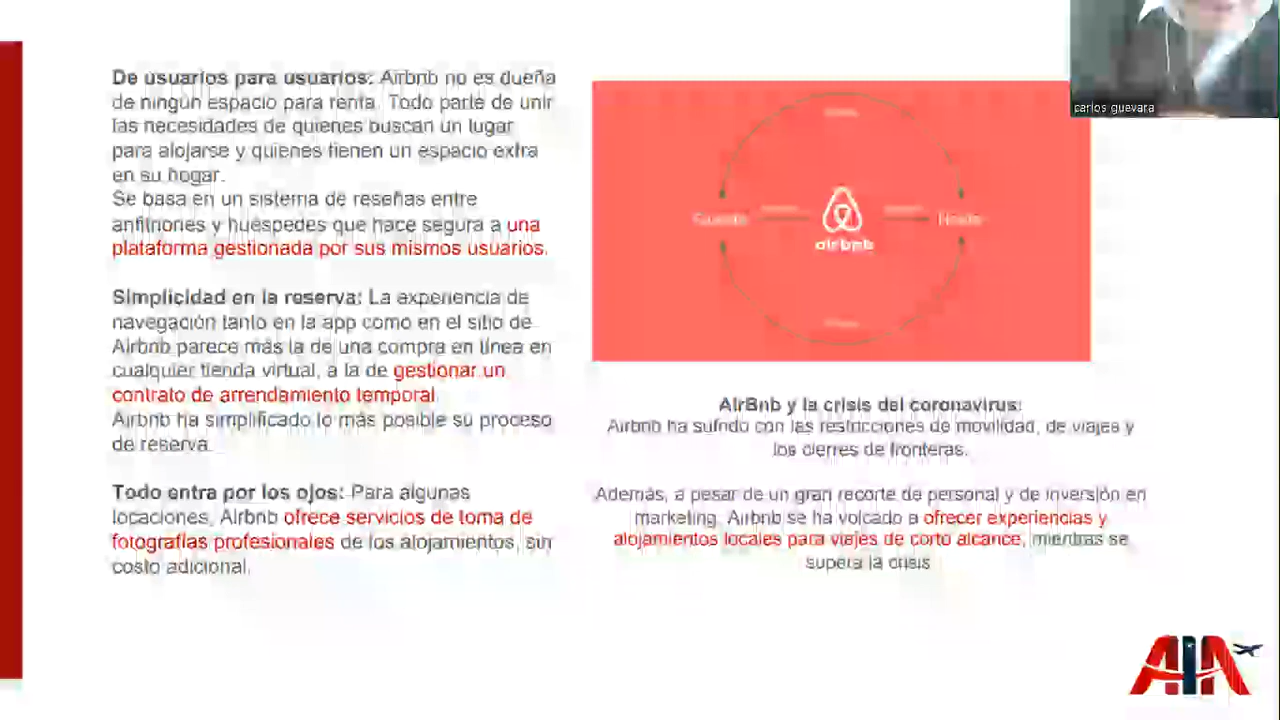 De usuarios para usuarios: Airbnb no es dueña
de ningún espacio para renta. Todo parte de unir
las necesidades de quienes buscan un lugar
para alojarse y quienes tienen un espacio extra
en su hogar.
Se basa en un sistema de reseñas entre
anfitriones y huéspedes que hace segura a una
plataforma gestionada por sus mismos usuarios.
Simplicidad en la reserva: La experiencia de
navegación tanto en la app como en el sitio de
Airbnb parece más la de una compra en línea en
cualquier tienda virtual, a la de gestionar un
contrato de arrendamiento temporal.
Airbnb ha simplificado lo más posible su proceso
de reserva.
Todo entra por los ojos: Para algunas
locaciones, Airbnb ofrece servicios de toma de
fotografías profesionales de los alojamientos, sin
costo adicional.
carlos guevara
airbnb
AirBnb y la crisis del coronavirus:
Airbnb ha sufrido con las restricciones de movilidad, de viajes y
los cierres de fronteras.
Además, a pesar de un gran recorte de personal y de inversión en
marketing, Airbnb se ha volcado a ofrecer experiencias y
alojamientos locales para viajes de corto alcance, mientras se
supera la crisis
AIA